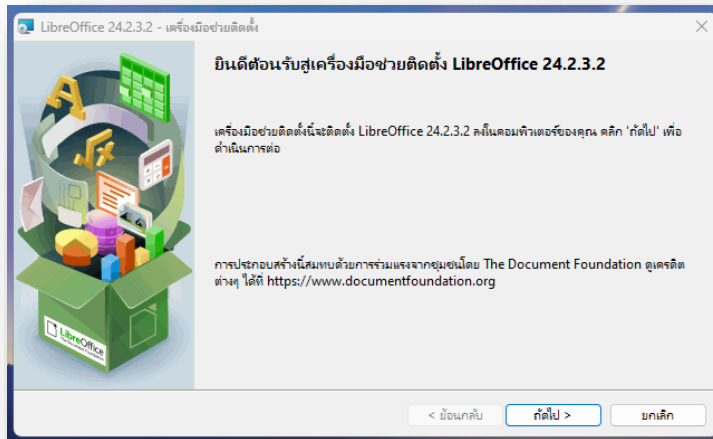 LibreOffice 24.2.3.2 - เครื่องมือช่วยติดตั้ง
ยินดีต้อนรับสู่เครื่องมือช่วยติดตั้ง LibreOffice 24.2.3.2
เครื่องมือช่วยติดตั้งนี้จะติดตั้ง LibreOffice 24.2.3.2 ลงในคอมพิวเตอร์ของคุณ คลิก 'ถัดไป' เพื่อ
ดำเนินการต่อ
การประกอบสร้างนี้สมทบด้วยการร่วมแรงจากชุมชนโดย The Document Foundation ดูเครดิต
ต่างๆ ได้ที่ https://www.documentfoundation.org
LibreOffice
The Document Foundation
< ย้อนกลับ
ถัดไป >
ยกเลิก